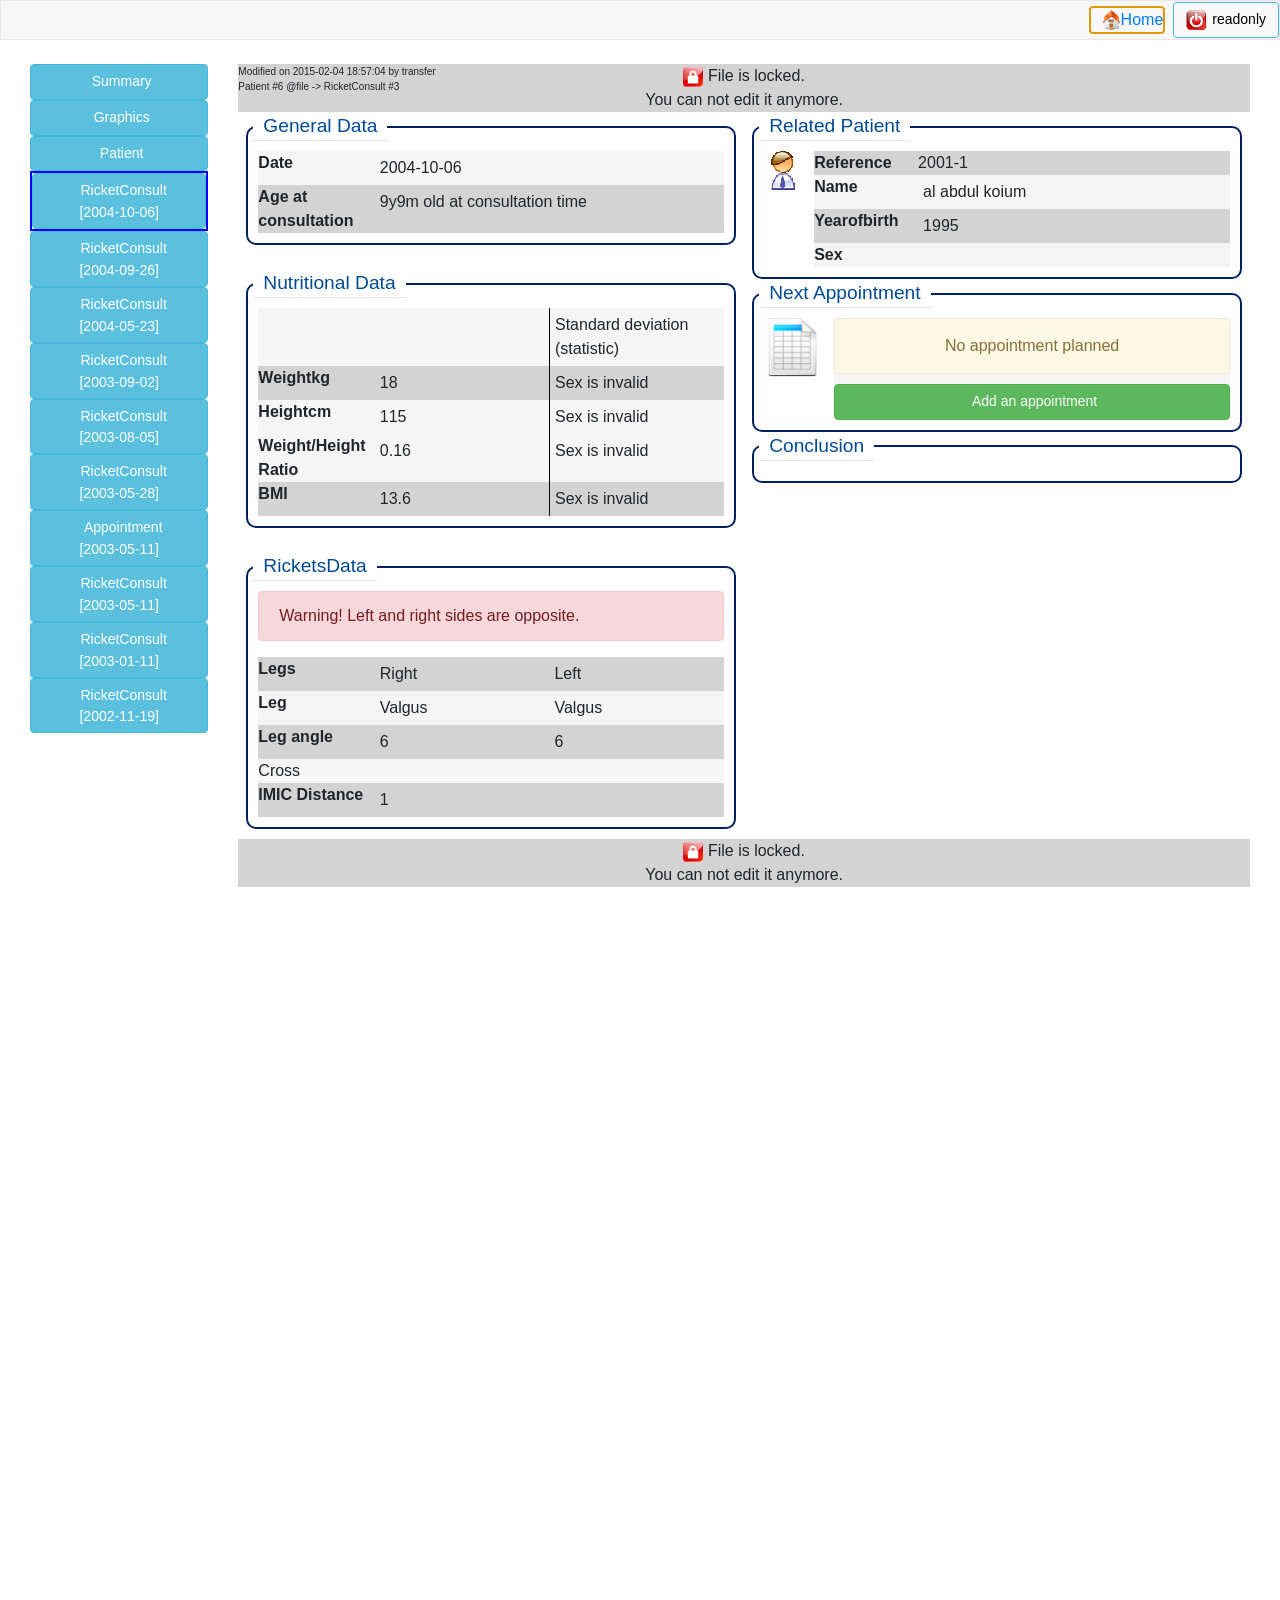 Home
readonly
Summary
Graphics
Patient
RicketConsult
[2004-10-06]
RicketConsult
[2004-09-26]
RicketConsult
[2004-05-23]
RicketConsult
[2003-09-02]
RicketConsult
[2003-08-05]
RicketConsult
[2003-05-28]
Appointment
[2003-05-11]
RicketConsult
[2003-05-11]
RicketConsult
[2003-01-11]
RicketConsult
[2002-11-19]
Modified on 2015-02-04 18:57:04 by transfer
Patient #6 @file -> RicketConsult #3
File is locked.
You can not edit it anymore.
General Data
Date 2004-10-06
Age at consultation 9y9m old at consultation time
Nutritional Data
Standard deviation
(statistic)
Weightkg 18 Sex is invalid
Heightcm 115 Sex is invalid
Weight/Height Ratio 0.16 Sex is invalid
BMI 13.6 Sex is invalid
RicketsData
Warning! Left and right sides are opposite.
Legs Right Left
Leg Valgus Valgus
Leg angle 6 6
Cross
IMIC Distance 1
Related Patient
Reference 2001-1
Name al abdul koium
Yearofbirth 1995
Sex
Next Appointment
No appointment planned
Add an appointment
Conclusion
File is locked.
You can not edit it anymore.